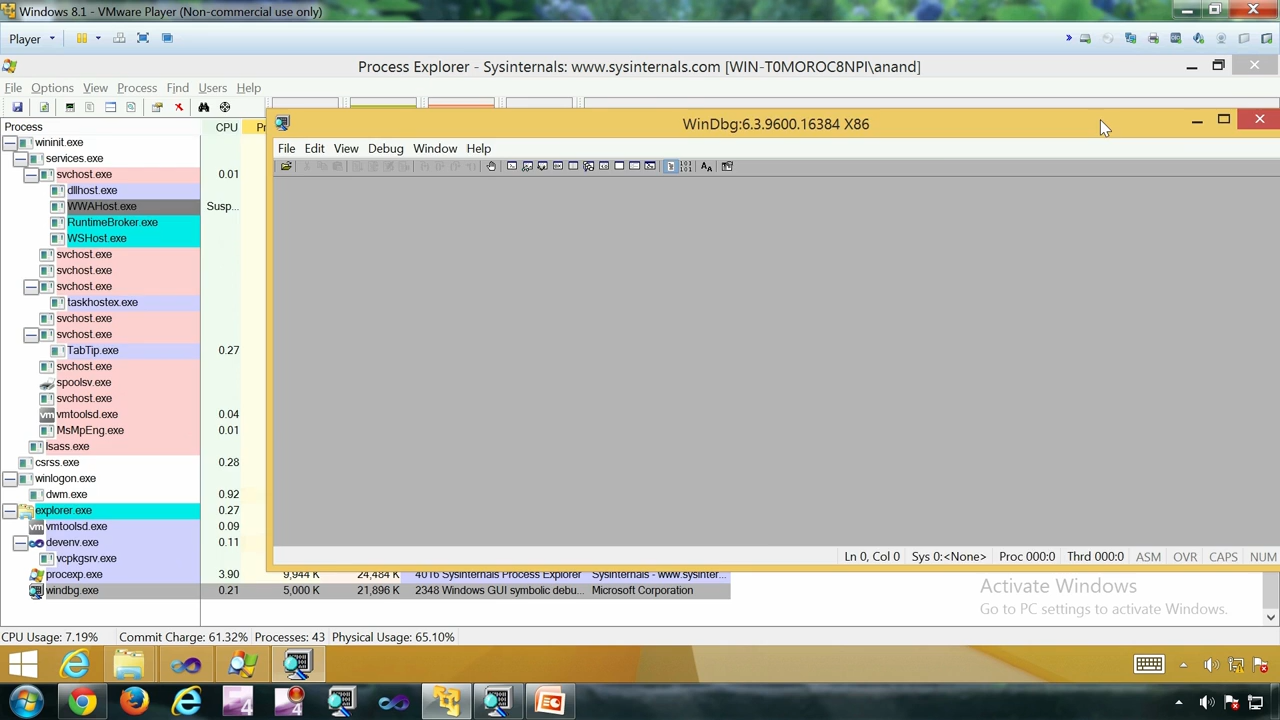 Windows 8.1 - VMware Player (Non-commercial use only)
Player
Process Explorer - Sysinternals: www.sysinternals.com [WIN-T0MOROC8NPI\anand]
File Options View Process Find Users Help
Process CPU
WinDbg:6.3.9600.16384 X86
File Edit View Debug Window Help
wininit.exe
services.exe
svchost.exe 0.01
dllhost.exe
WWAHost.exe Susp...
RuntimeBroker.exe
WSHost.exe
svchost.exe
svchost.exe
svchost.exe
taskhostex.exe
svchost.exe
svchost.exe
TabTip.exe 0.27
svchost.exe
spoolsv.exe
svchost.exe
vmtoolsd.exe 0.04
MsMpEng.exe 0.01
lsass.exe
csrss.exe 0.28
winlogon.exe
dwm.exe 0.92
explorer.exe 0.27
vmtoolsd.exe 0.09
devenv.exe 0.11
vcpkgsrv.exe
Ln 0, Col 0 Sys 0:<None> Proc 000:0 Thrd 000:0 ASM OVR CAPS NUM
procexp.exe 3.90 9,944 K 24,484 K 4016 Sysinternals Process Explorer Sysinternals - www.sysinter...
windbg.exe 0.21 5,000 K 21,896 K 2348 Windows GUI symbolic debu... Microsoft Corporation
Activate Windows
Go to PC settings to activate Windows.
CPU Usage: 7.19% Commit Charge: 61.32% Processes: 43 Physical Usage: 65.10%